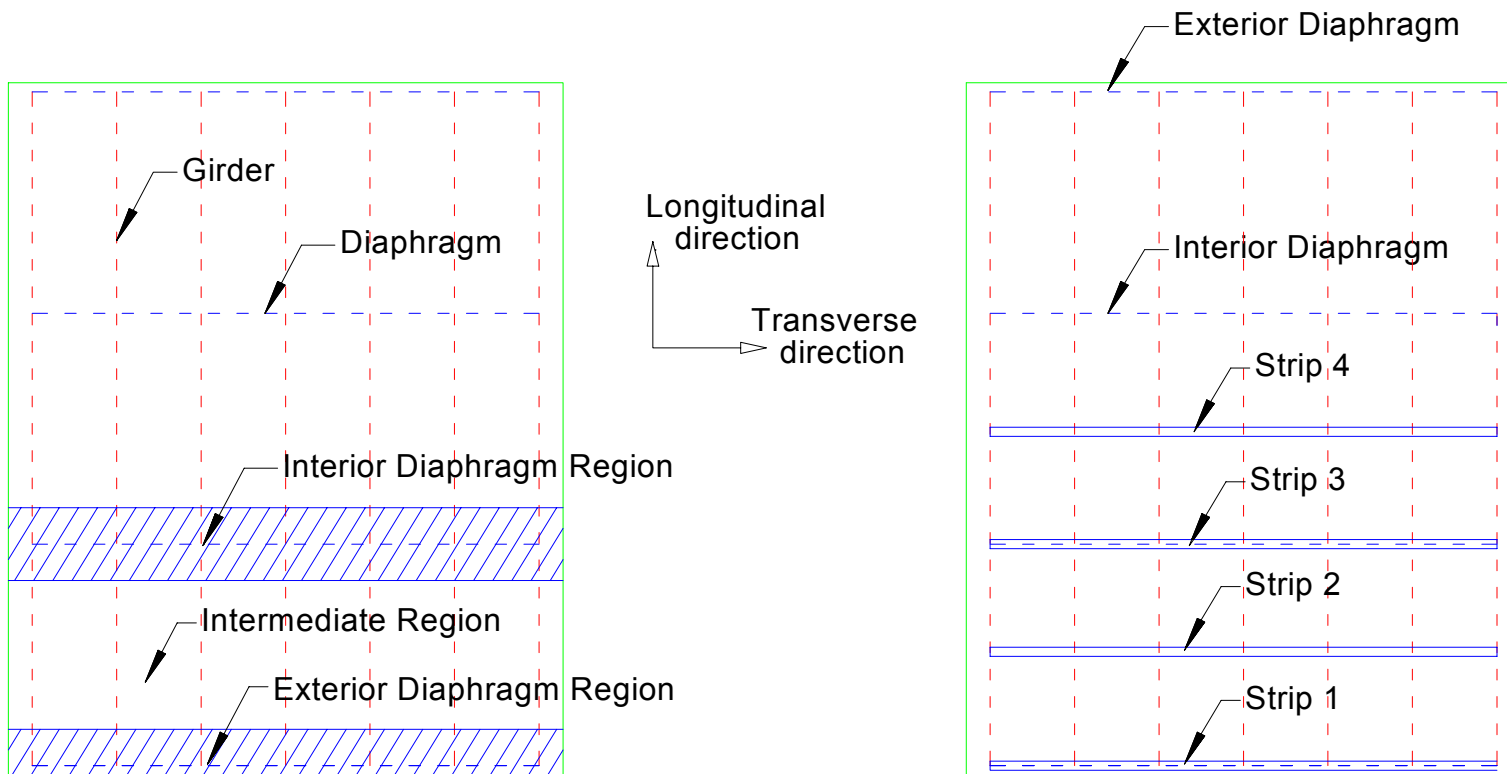 Exterior Diaphragm
Girder
Longitudinal
direction
Diaphragm
Interior Diaphragm
Transverse
direction
Strip 4
Interior Diaphragm Region
Strip 3
Intermediate Region
Strip 2
Exterior Diaphragm Region
Strip 1